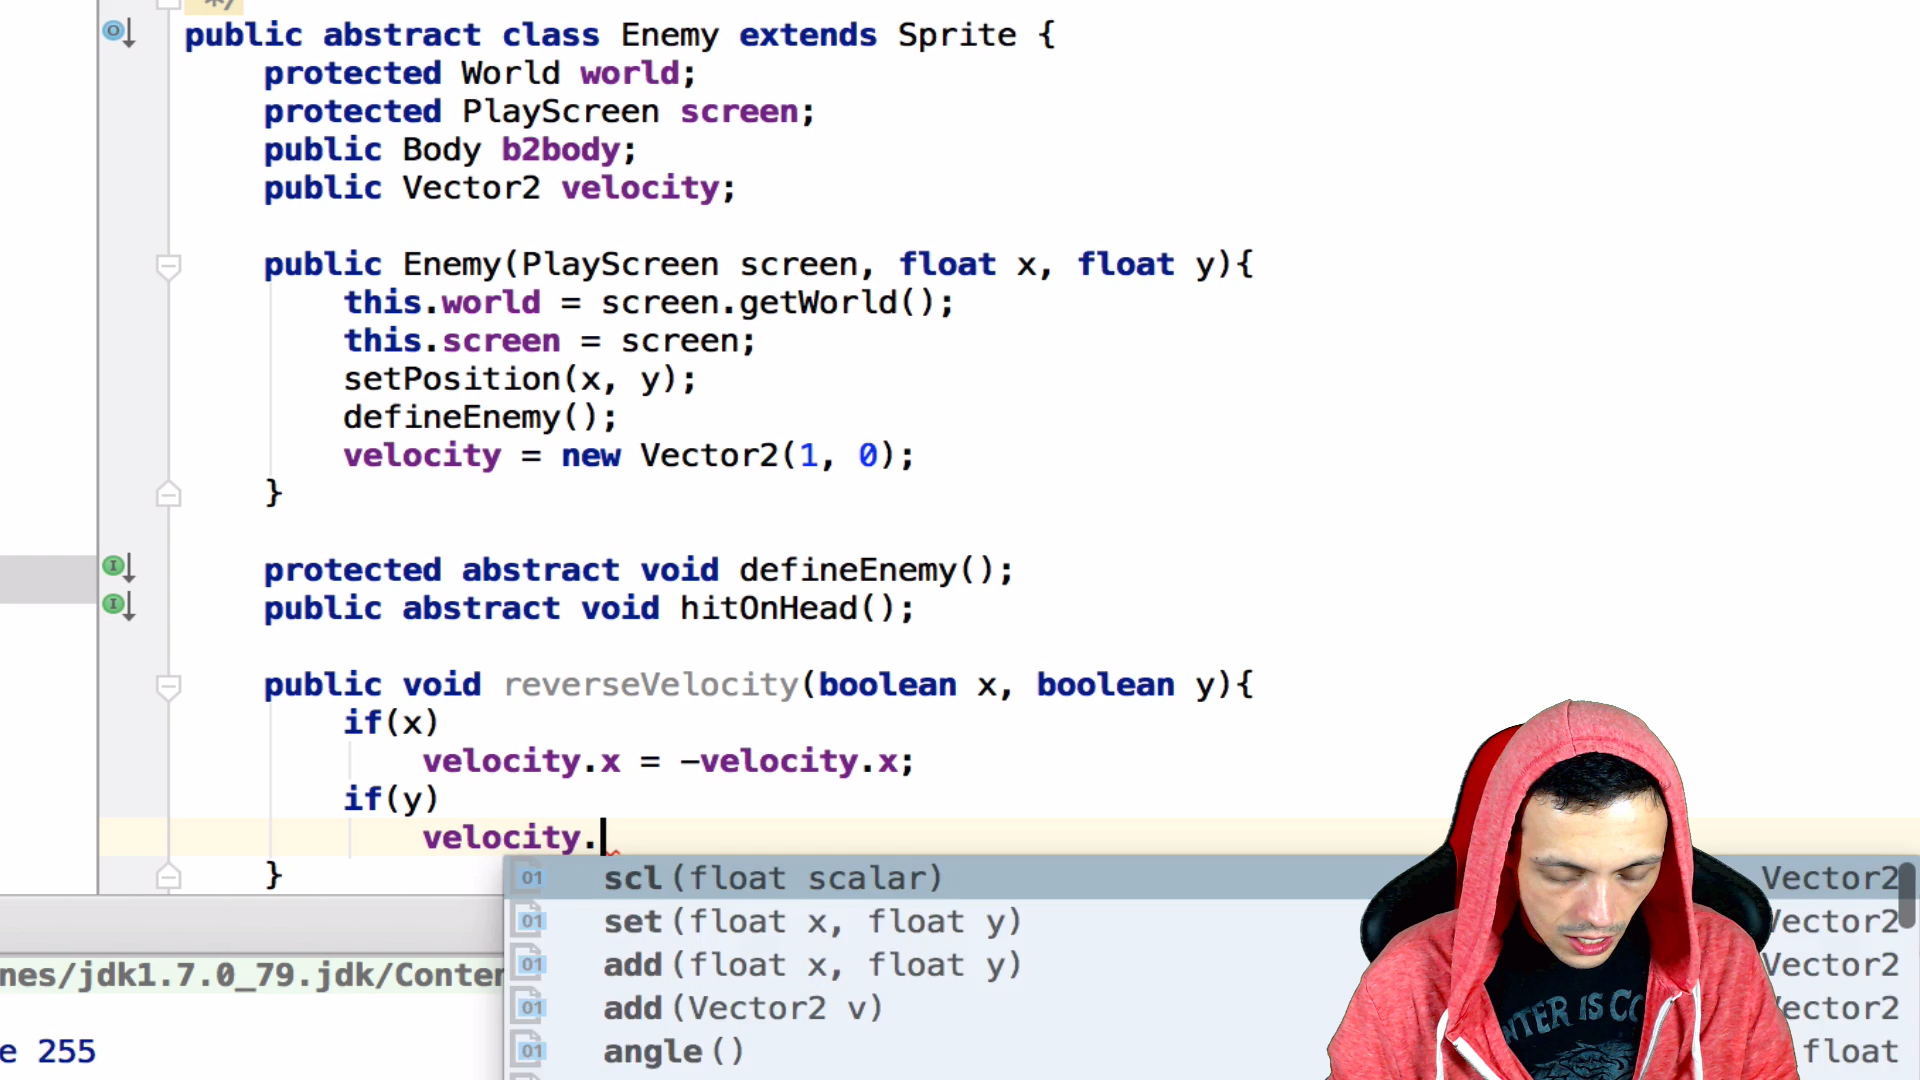 */
public abstract class Enemy extends Sprite {
protected World world;
protected PlayScreen screen;
public Body b2body;
public Vector2 velocity;
public Enemy(PlayScreen screen, float x, float y){
this.world = screen.getWorld();
this.screen = screen;
setPosition(x, y);
defineEnemy();
velocity = new Vector2(1, 0);
}
protected abstract void defineEnemy();
public abstract void hitOnHead();
public void reverseVelocity(boolean x, boolean y){
if(x)
velocity.x = -velocity.x;
if(y)
velocity.
}
scl(float scalar) Vector2
set(float x, float y) Vector2
add(float x, float y) Vector2
add(Vector2 v) Vector2
angle() float
nes/jdk1.7.0_79.jdk/Conten
e 255